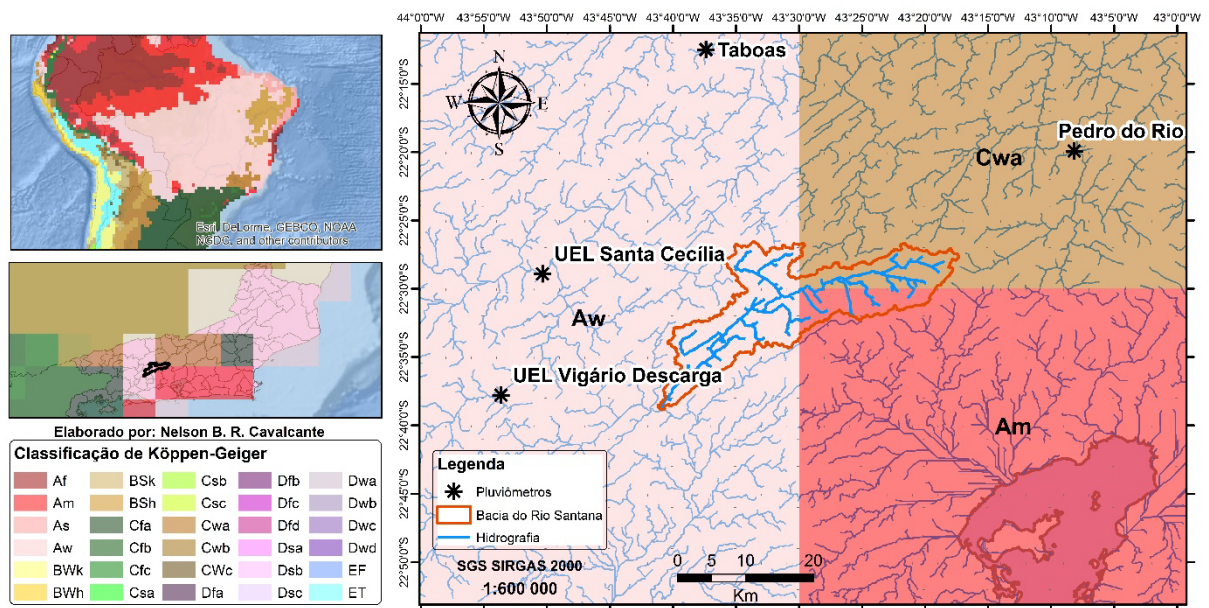 Esri, DeLorme, GEBCO, NOAA
NGDC, and other contributors
Elaborado por: Nelson B. R. Cavalcante
Classificação de Köppen-Geiger
Af
Am
As
Aw
BWk
BWh
BSk
BSh
Cfa
Cfb
Cfc
Csa
Csb
Csc
Cwa
Cwb
CWc
Dfa
Dfb
Dfc
Dfd
Dsa
Dsb
Dsc
Dwa
Dwb
Dwc
Dwd
EF
ET
44°0'0"W 43°55'0"W 43°50'0"W 43°45'0"W 43°40'0"W 43°35'0"W 43°30'0"W 43°25'0"W 43°20'0"W 43°15'0"W 43°10'0"W 43°5'0"W 43°0'0"W
22°15'0"S
22°20'0"S
22°25'0"S
22°30'0"S
22°35'0"S
22°40'0"S
22°45'0"S
22°50'0"S
N
W E
S
Taboas
Pedro do Rio
Cwa
UEL Santa Cecília
Aw
UEL Vigário Descarga
Am
Legenda
Pluviômetros
Bacia do Rio Santana
Hidrografia
SGS SIRGAS 2000
1:600 000
0 5 10 20
Km